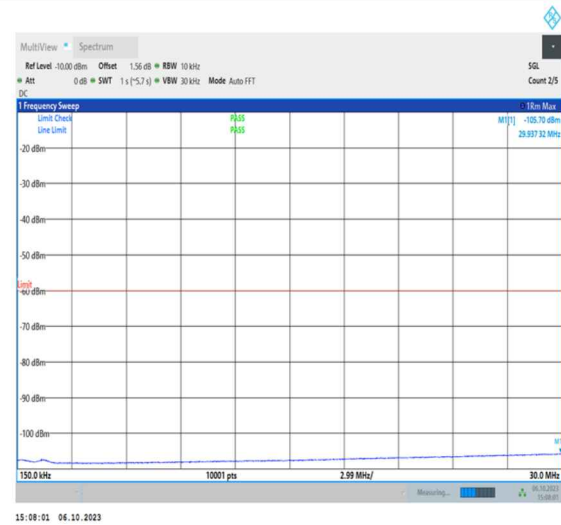 MultiView Spectrum
Ref Level -10.00 dBm Offset 1.56 dB RBW 10 kHz SGL
Att 0 dB SWT 1 s (~5.7 s) VBW 30 kHz Mode Auto FFT Count 2/5
DC
1 Frequency Sweep 1Rm Max
Limit Check PASS M1[1] -105.70 dBm
Line Limit PASS 29.937 32 MHz
-20 dBm
-30 dBm
-40 dBm
-50 dBm
Limit
-60 dBm
-70 dBm
-80 dBm
-90 dBm
-100 dBm
M1
150.0 kHz 10001 pts 2.99 MHz/ 30.0 MHz
Measuring... 06.10.2023
15:08:01
15:08:01 06.10.2023